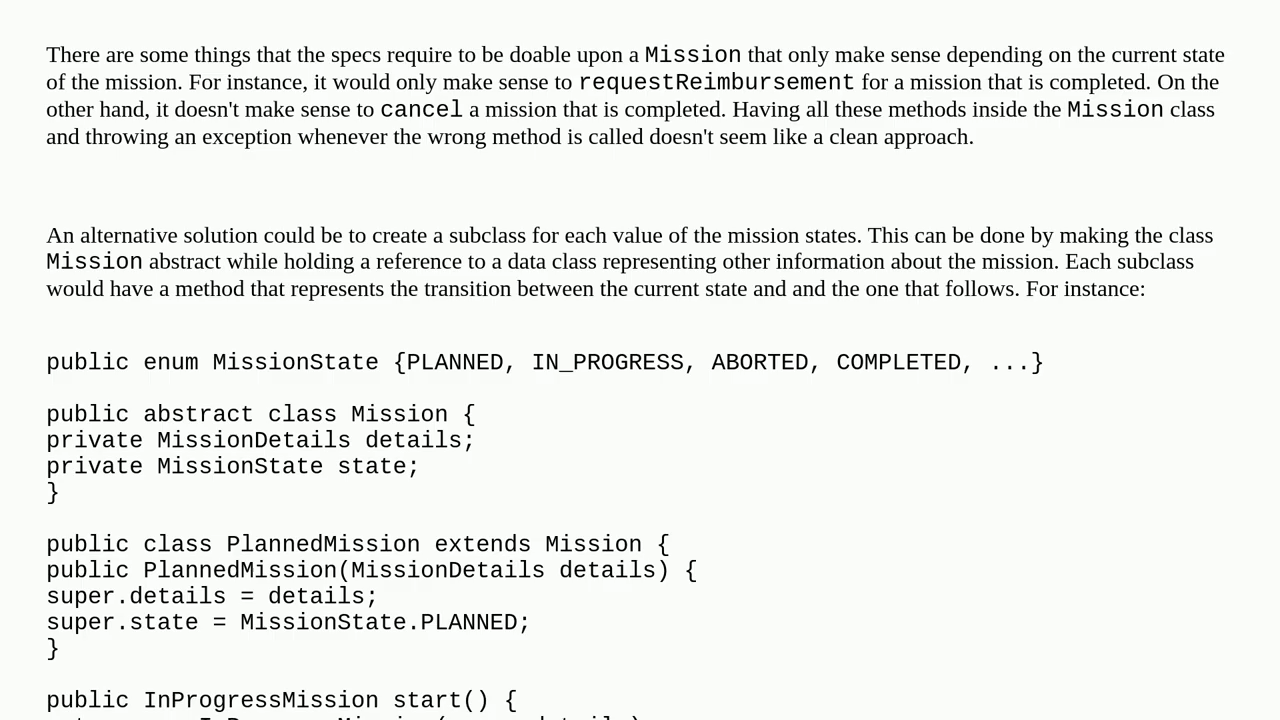 There are some things that the specs require to be doable upon a Mission that only make sense depending on the current state
of the mission. For instance, it would only make sense to requestReimbursement for a mission that is completed. On the
other hand, it doesn't make sense to cancel a mission that is completed. Having all these methods inside the Mission class
and throwing an exception whenever the wrong method is called doesn't seem like a clean approach.
An alternative solution could be to create a subclass for each value of the mission states. This can be done by making the class
Mission abstract while holding a reference to a data class representing other information about the mission. Each subclass
would have a method that represents the transition between the current state and and the one that follows. For instance:
public enum MissionState {PLANNED, IN_PROGRESS, ABORTED, COMPLETED, ...}
public abstract class Mission {
private MissionDetails details;
private MissionState state;
}
public class PlannedMission extends Mission {
public PlannedMission(MissionDetails details) {
super.details = details;
super.state = MissionState.PLANNED;
}
public InProgressMission start() {